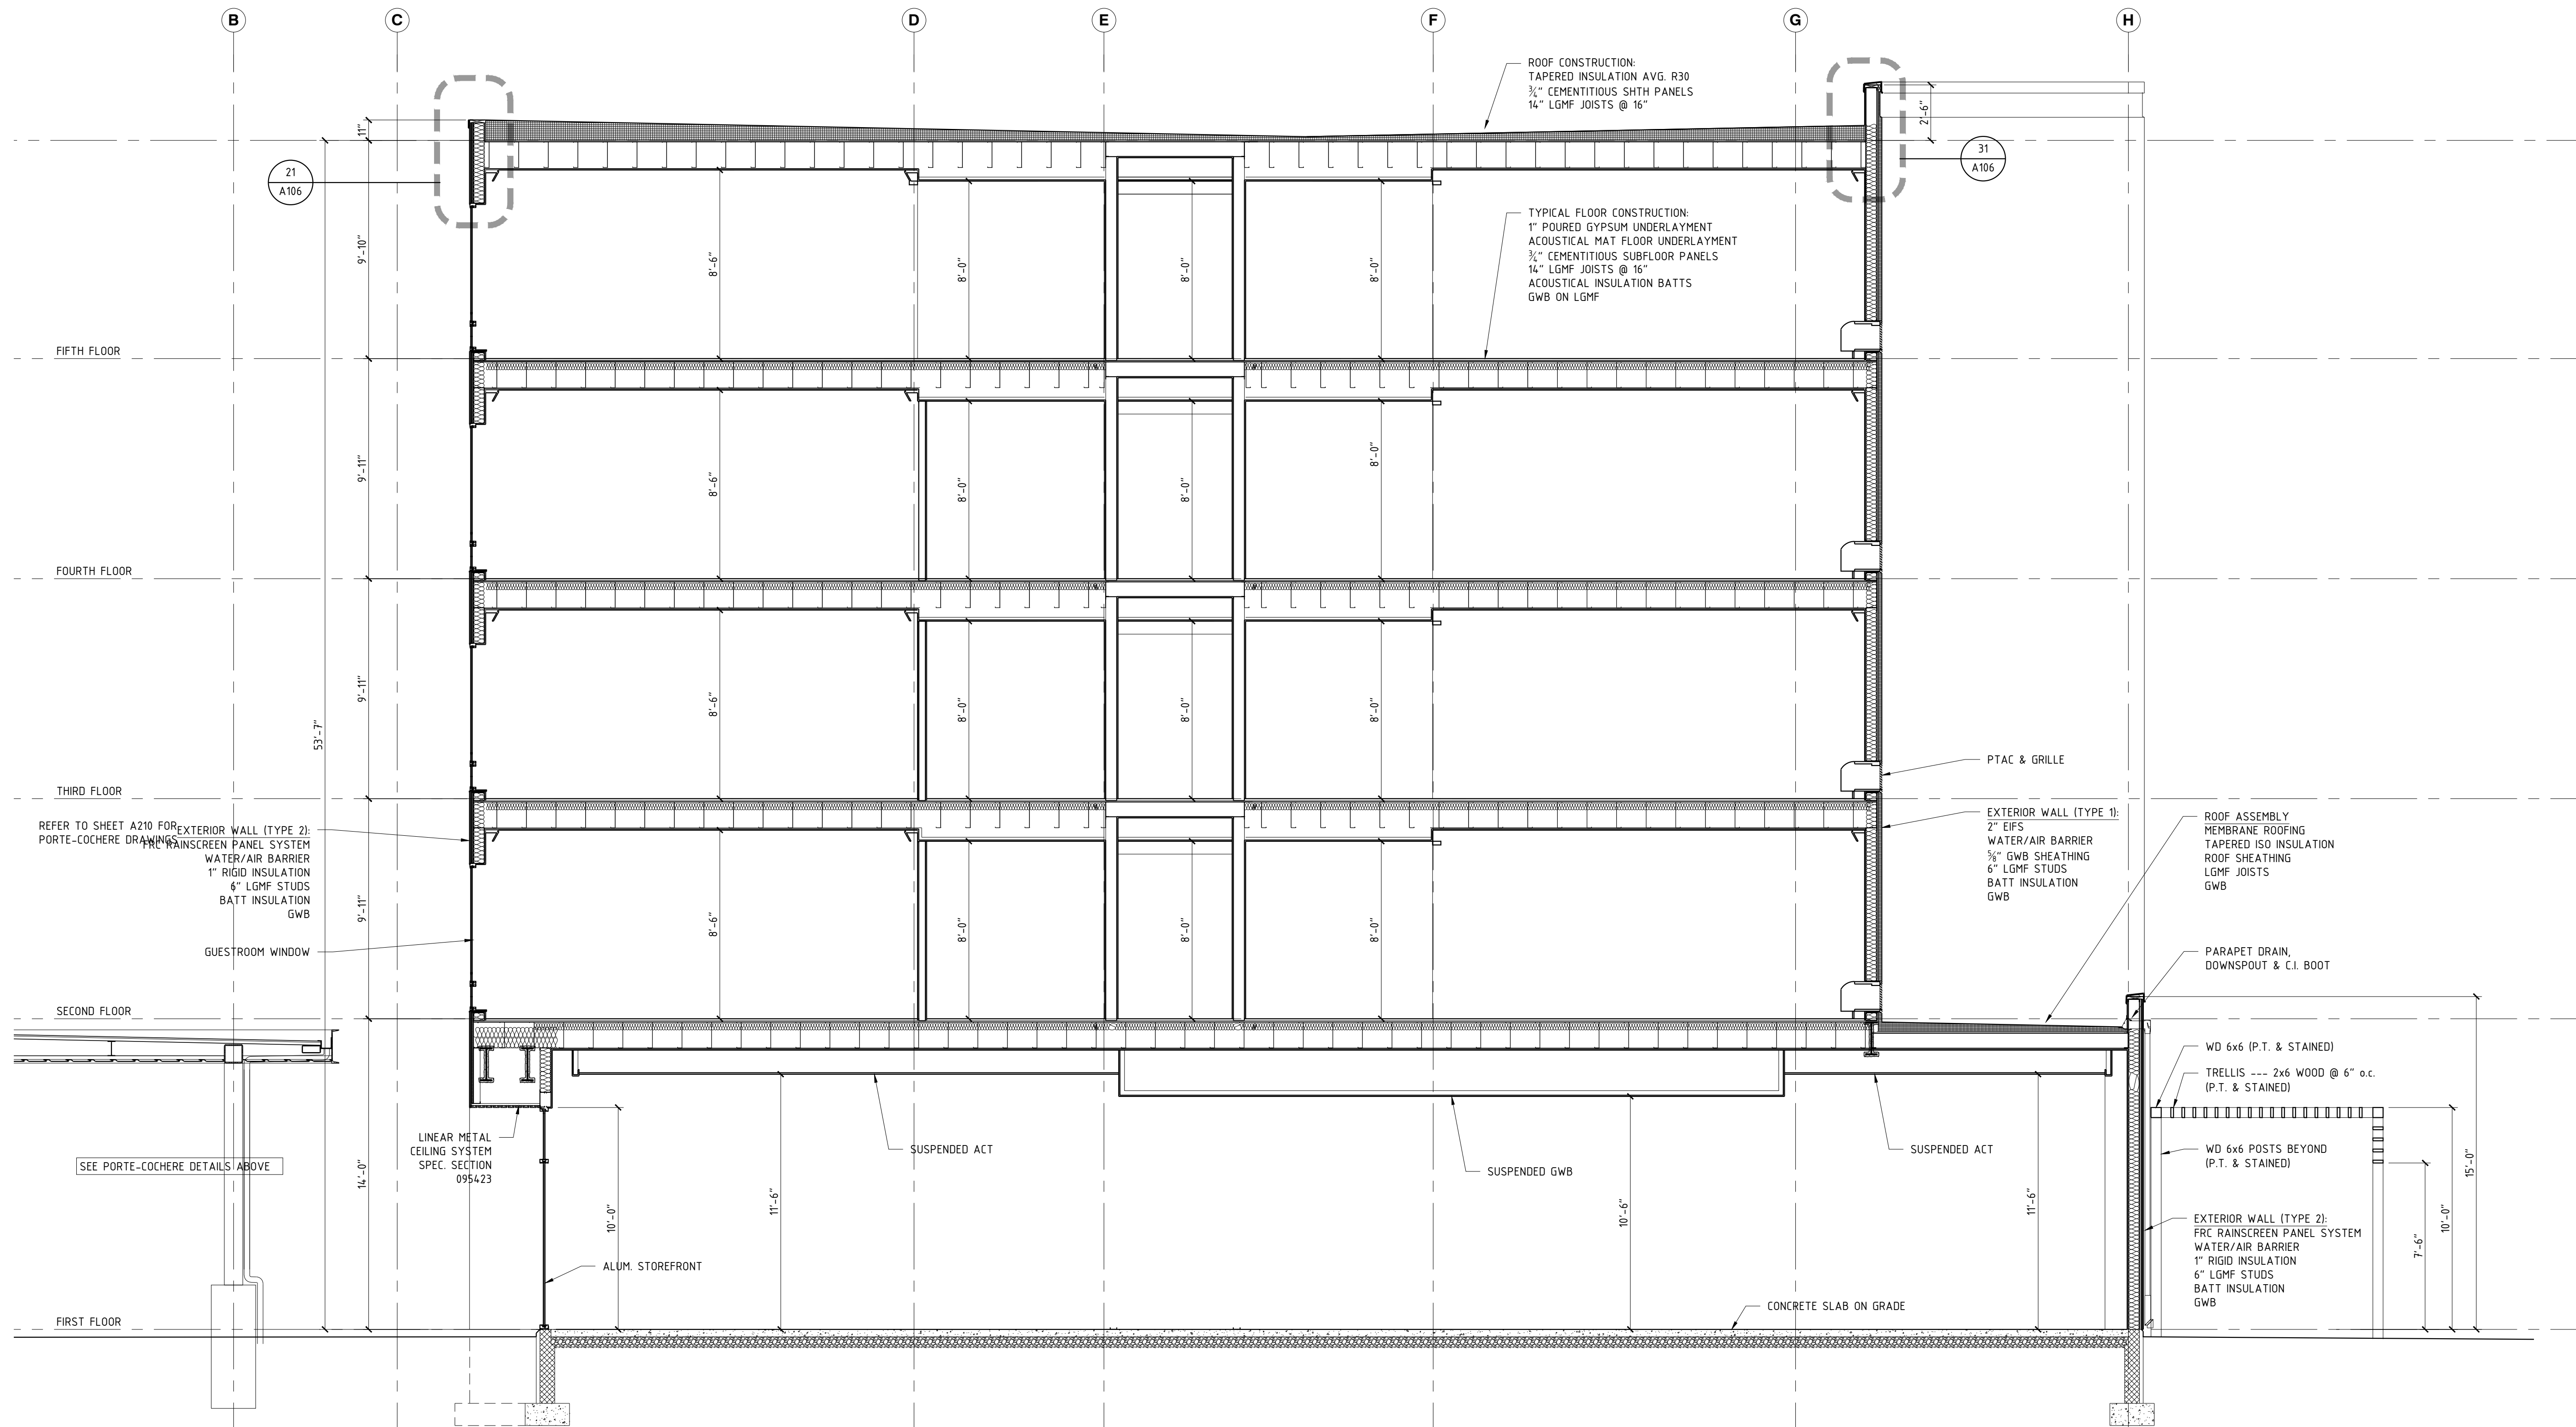 B
C
D
E
F
G
H
ROOF CONSTRUCTION:
TAPERED INSULATION AVG. R30
3/4" CEMENTITIOUS SHTH PANELS
14" LGMF JOISTS @ 16"
11"
2'-6"
21
A106
31
A106
TYPICAL FLOOR CONSTRUCTION:
1" POURED GYPSUM UNDERLAYMENT
ACOUSTICAL MAT FLOOR UNDERLAYMENT
3/4" CEMENTITIOUS SUBFLOOR PANELS
14" LGMF JOISTS @ 16"
ACOUSTICAL INSULATION BATTS
GWB ON LGMF
9'-10"
8'-6"
8'-0"
8'-0"
8'-0"
FIFTH FLOOR
9'-11"
8'-6"
8'-0"
8'-0"
8'-0"
FOURTH FLOOR
9'-11"
8'-6"
8'-0"
8'-0"
8'-0"
53'-7"
PTAC & GRILLE
THIRD FLOOR
REFER TO SHEET A210 FOR
PORTE-COCHERE DRAWINGS
EXTERIOR WALL (TYPE 2):
FRC RAINSCREEN PANEL SYSTEM
WATER/AIR BARRIER
1" RIGID INSULATION
6" LGMF STUDS
BATT INSULATION
GWB
GUESTROOM WINDOW
9'-11"
8'-6"
8'-0"
8'-0"
8'-0"
EXTERIOR WALL (TYPE 1):
2" EIFS
WATER/AIR BARRIER
5/8" GWB SHEATHING
6" LGMF STUDS
BATT INSULATION
GWB
ROOF ASSEMBLY
MEMBRANE ROOFING
TAPERED ISO INSULATION
ROOF SHEATHING
LGMF JOISTS
GWB
PARAPET DRAIN,
DOWNSPOUT & C.I. BOOT
SECOND FLOOR
WD 6x6 (P.T. & STAINED)
TRELLIS --- 2x6 WOOD @ 6" o.c.
(P.T. & STAINED)
LINEAR METAL
CEILING SYSTEM
SPEC. SECTION
095423
SUSPENDED ACT
SUSPENDED GWB
SUSPENDED ACT
WD 6x6 POSTS BEYOND
(P.T. & STAINED)
SEE PORTE-COCHERE DETAILS ABOVE
14'-0"
10'-0"
11'-6"
10'-6"
11'-6"
7'-6"
10'-0"
15'-0"
EXTERIOR WALL (TYPE 2):
FRC RAINSCREEN PANEL SYSTEM
WATER/AIR BARRIER
1" RIGID INSULATION
6" LGMF STUDS
BATT INSULATION
GWB
ALUM. STOREFRONT
CONCRETE SLAB ON GRADE
FIRST FLOOR